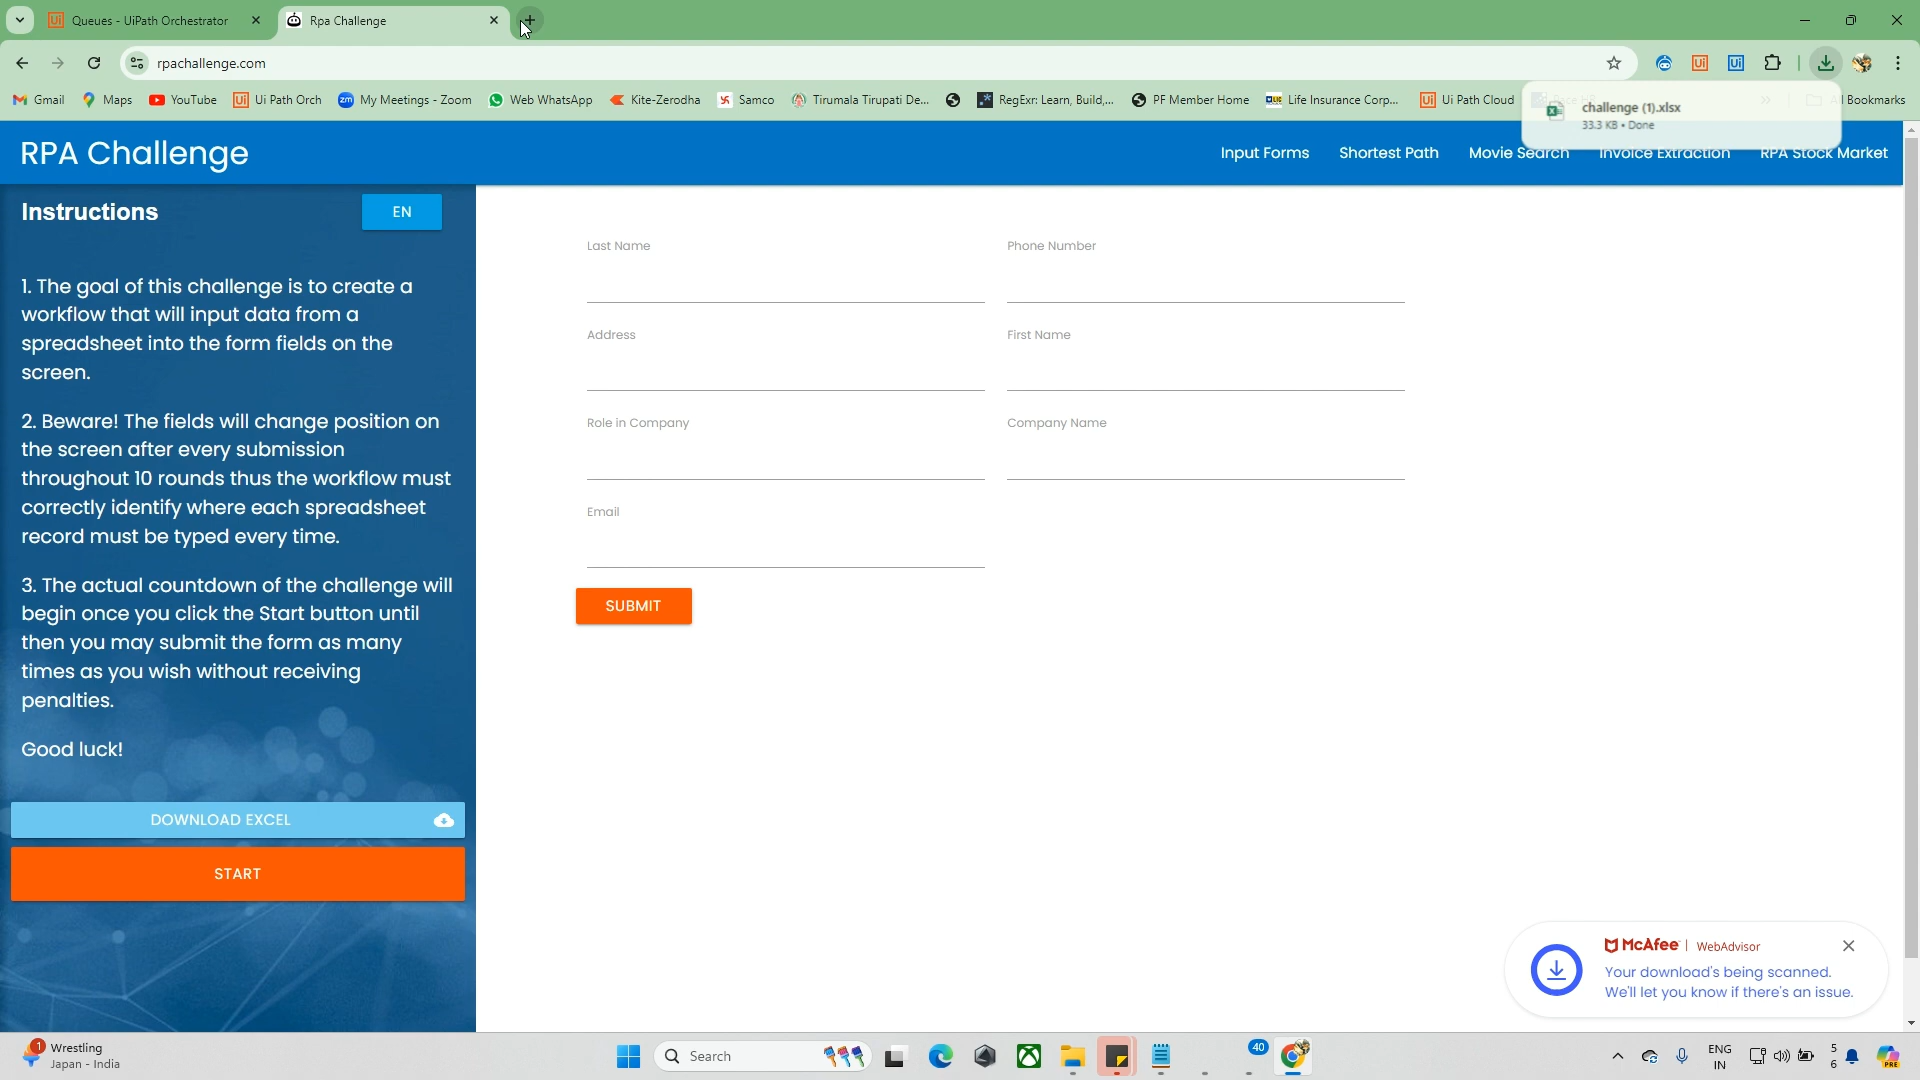 Queues - UiPath Orchestrator
Rpa Challenge
rpachallenge.com
Gmail
Maps
YouTube
Ui Path Orch
My Meetings - Zoom
Web WhatsApp
Kite-Zerodha
Samco
Tirumala Tirupati De...
RegExr: Learn, Build,...
PF Member Home
Life Insurance Corp...
Ui Path Cloud
Bookmarks
challenge (1).xlsx
33.3 KB • Done
RPA Challenge
Input Forms
Shortest Path
Movie Search
Invoice Extraction
RPA Stock Market
Instructions
EN
1. The goal of this challenge is to create a
workflow that will input data from a
spreadsheet into the form fields on the
screen.
2. Beware! The fields will change position on
the screen after every submission
throughout 10 rounds thus the workflow must
correctly identify where each spreadsheet
record must be typed every time.
3. The actual countdown of the challenge will
begin once you click the Start button until
then you may submit the form as many
times as you wish without receiving
penalties.
Good luck!
DOWNLOAD EXCEL
START
Last Name
Phone Number
Address
First Name
Role in Company
Company Name
Email
SUBMIT
McAfee | WebAdvisor
Your download's being scanned.
We'll let you know if there's an issue.
1
Wrestling
Japan - India
Search
40
ENG
IN
5
6
PRE